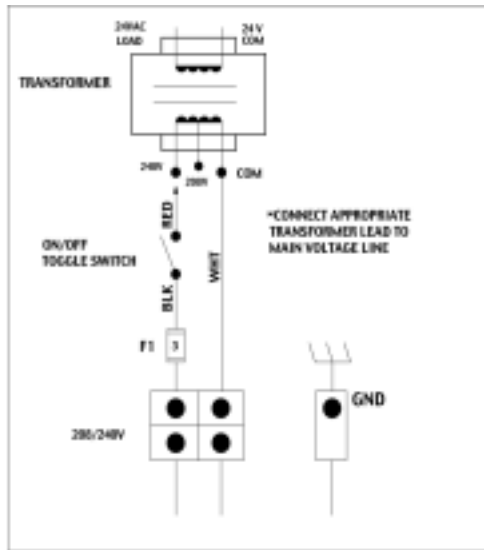 24VAC
LOAD
24 V
COM
TRANSFORMER
240V
208V
COM
RED
*CONNECT APPROPRIATE
TRANSFORMER LEAD TO
MAIN VOLTAGE LINE
ON/OFF
TOGGLE SWITCH
WHT
BLK
F1
3
GND
208/240V